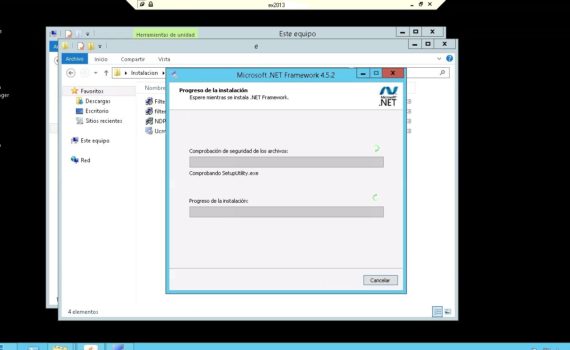 ex2013
Herramientas de unidad
Este equipo
e
Archivo Inicio Compartir Vista
Instalacion
Microsoft .NET Framework 4.5.2
Favoritos
Descargas
Escritorio
Sitios recientes
Este equipo
Red
Nombre
Filte
filte
NDP
Ucm
Progreso de la instalación
Espere mientras se instala .NET Framework.
Microsoft
.NET
Comprobación de seguridad de los archivos:
Comprobando SetupUtility.exe
Progreso de la instalación:
Cancelar
4 elementos